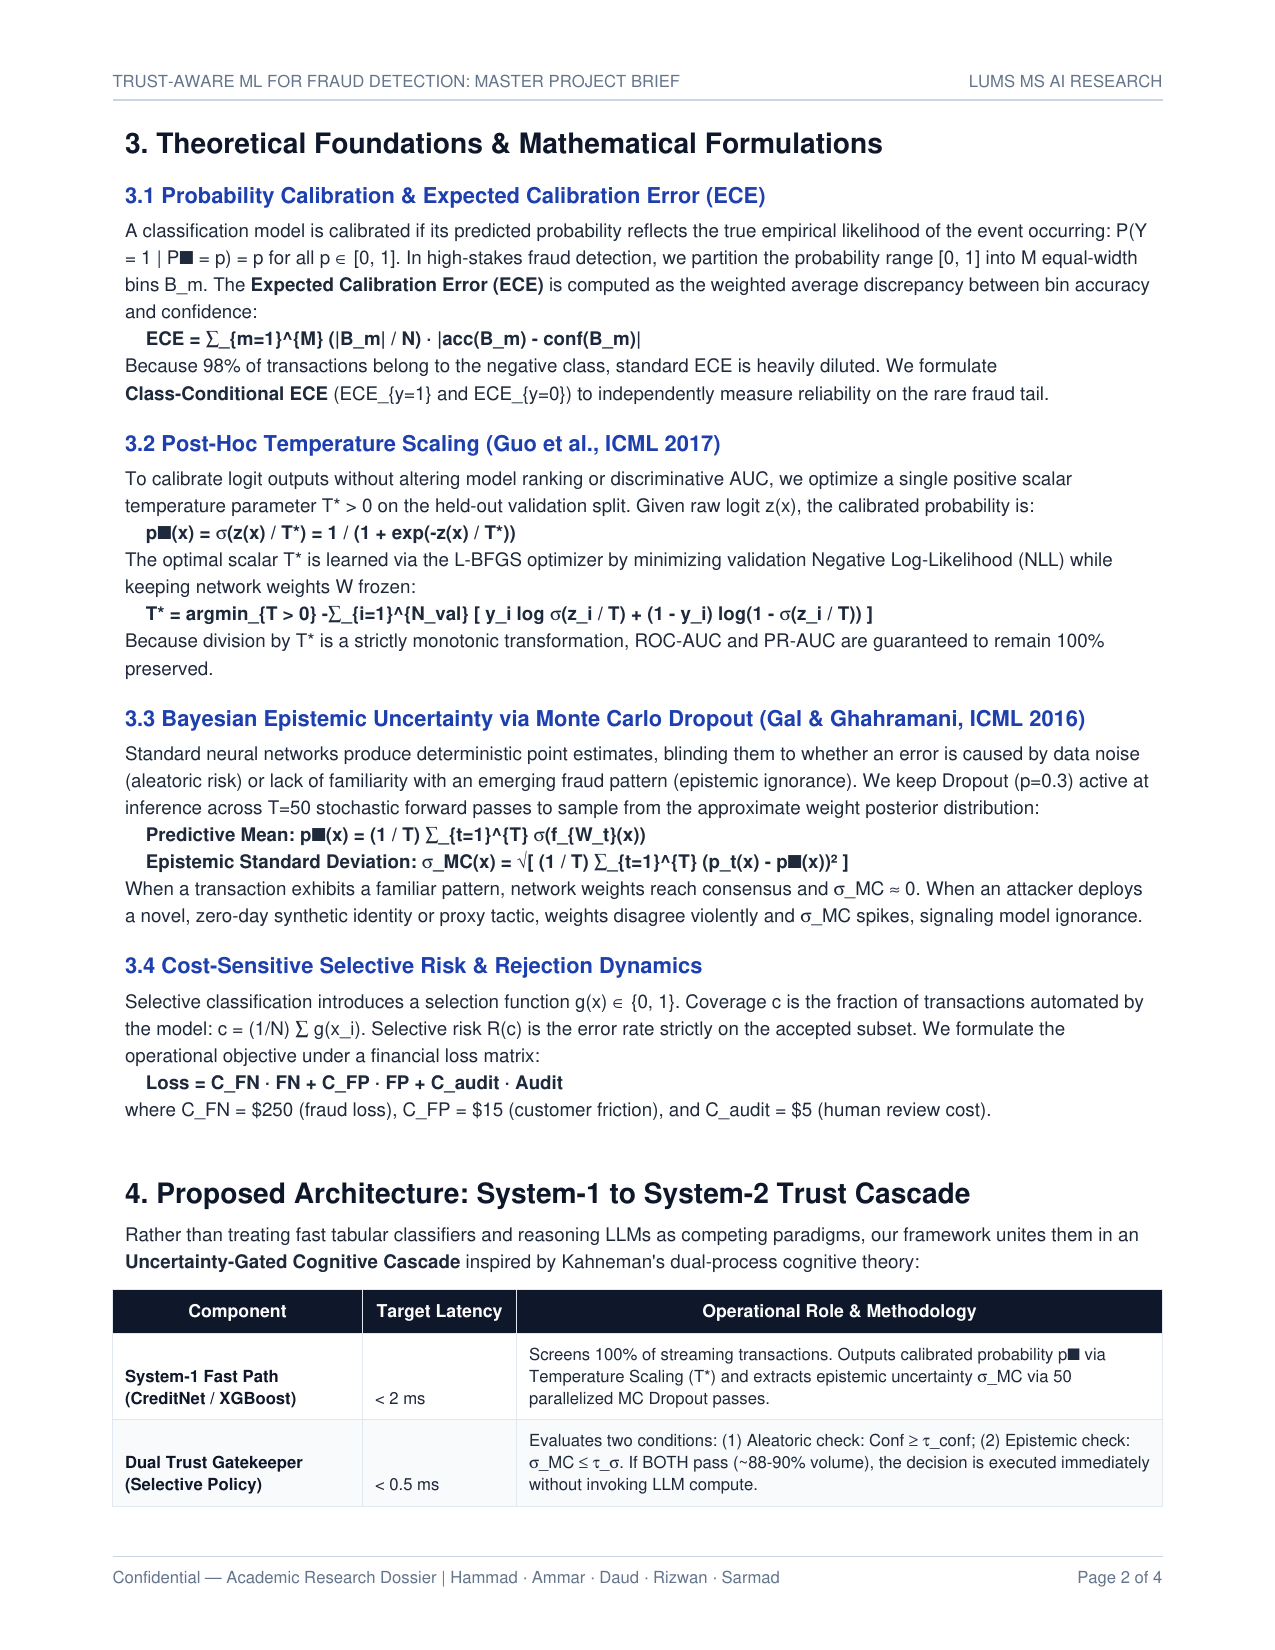 TRUST-AWARE ML FOR FRAUD DETECTION: MASTER PROJECT BRIEF
LUMS MS AI RESEARCH
3. Theoretical Foundations & Mathematical Formulations
3.1 Probability Calibration & Expected Calibration Error (ECE)
A classification model is calibrated if its predicted probability reflects the true empirical likelihood of the event occurring: P(Y
= 1 | P■ = p) = p for all p ∈ [0, 1]. In high-stakes fraud detection, we partition the probability range [0, 1] into M equal-width
bins B_m. The Expected Calibration Error (ECE) is computed as the weighted average discrepancy between bin accuracy
and confidence:
ECE = ∑_{m=1}^{M} (|B_m| / N) · |acc(B_m) - conf(B_m)|
Because 98% of transactions belong to the negative class, standard ECE is heavily diluted. We formulate
Class-Conditional ECE (ECE_{y=1} and ECE_{y=0}) to independently measure reliability on the rare fraud tail.
3.2 Post-Hoc Temperature Scaling (Guo et al., ICML 2017)
To calibrate logit outputs without altering model ranking or discriminative AUC, we optimize a single positive scalar
temperature parameter T* > 0 on the held-out validation split. Given raw logit z(x), the calibrated probability is:
p■(x) = σ(z(x) / T*) = 1 / (1 + exp(-z(x) / T*))
The optimal scalar T* is learned via the L-BFGS optimizer by minimizing validation Negative Log-Likelihood (NLL) while
keeping network weights W frozen:
T* = argmin_{T > 0} -∑_{i=1}^{N_val} [ y_i log σ(z_i / T) + (1 - y_i) log(1 - σ(z_i / T)) ]
Because division by T* is a strictly monotonic transformation, ROC-AUC and PR-AUC are guaranteed to remain 100%
preserved.
3.3 Bayesian Epistemic Uncertainty via Monte Carlo Dropout (Gal & Ghahramani, ICML 2016)
Standard neural networks produce deterministic point estimates, blinding them to whether an error is caused by data noise
(aleatoric risk) or lack of familiarity with an emerging fraud pattern (epistemic ignorance). We keep Dropout (p=0.3) active at
inference across T=50 stochastic forward passes to sample from the approximate weight posterior distribution:
Predictive Mean: p■(x) = (1 / T) ∑_{t=1}^{T} σ(f_{W_t}(x))
Epistemic Standard Deviation: σ_MC(x) = √[ (1 / T) ∑_{t=1}^{T} (p_t(x) - p■(x))² ]
When a transaction exhibits a familiar pattern, network weights reach consensus and σ_MC ≈ 0. When an attacker deploys
a novel, zero-day synthetic identity or proxy tactic, weights disagree violently and σ_MC spikes, signaling model ignorance.
3.4 Cost-Sensitive Selective Risk & Rejection Dynamics
Selective classification introduces a selection function g(x) ∈ {0, 1}. Coverage c is the fraction of transactions automated by
the model: c = (1/N) ∑ g(x_i). Selective risk R(c) is the error rate strictly on the accepted subset. We formulate the
operational objective under a financial loss matrix:
Loss = C_FN · FN + C_FP · FP + C_audit · Audit
where C_FN = $250 (fraud loss), C_FP = $15 (customer friction), and C_audit = $5 (human review cost).
4. Proposed Architecture: System-1 to System-2 Trust Cascade
Rather than treating fast tabular classifiers and reasoning LLMs as competing paradigms, our framework unites them in an
Uncertainty-Gated Cognitive Cascade inspired by Kahneman's dual-process cognitive theory:
Component
Target Latency
Operational Role & Methodology
System-1 Fast Path
(CreditNet / XGBoost)
< 2 ms
Screens 100% of streaming transactions. Outputs calibrated probability p■ via
Temperature Scaling (T*) and extracts epistemic uncertainty σ_MC via 50
parallelized MC Dropout passes.
Dual Trust Gatekeeper
(Selective Policy)
< 0.5 ms
Evaluates two conditions: (1) Aleatoric check: Conf ≥ τ_conf; (2) Epistemic check:
σ_MC ≤ τ_σ. If BOTH pass (~88-90% volume), the decision is executed immediately
without invoking LLM compute.
Confidential — Academic Research Dossier | Hammad · Ammar · Daud · Rizwan · Sarmad
Page 2 of 4